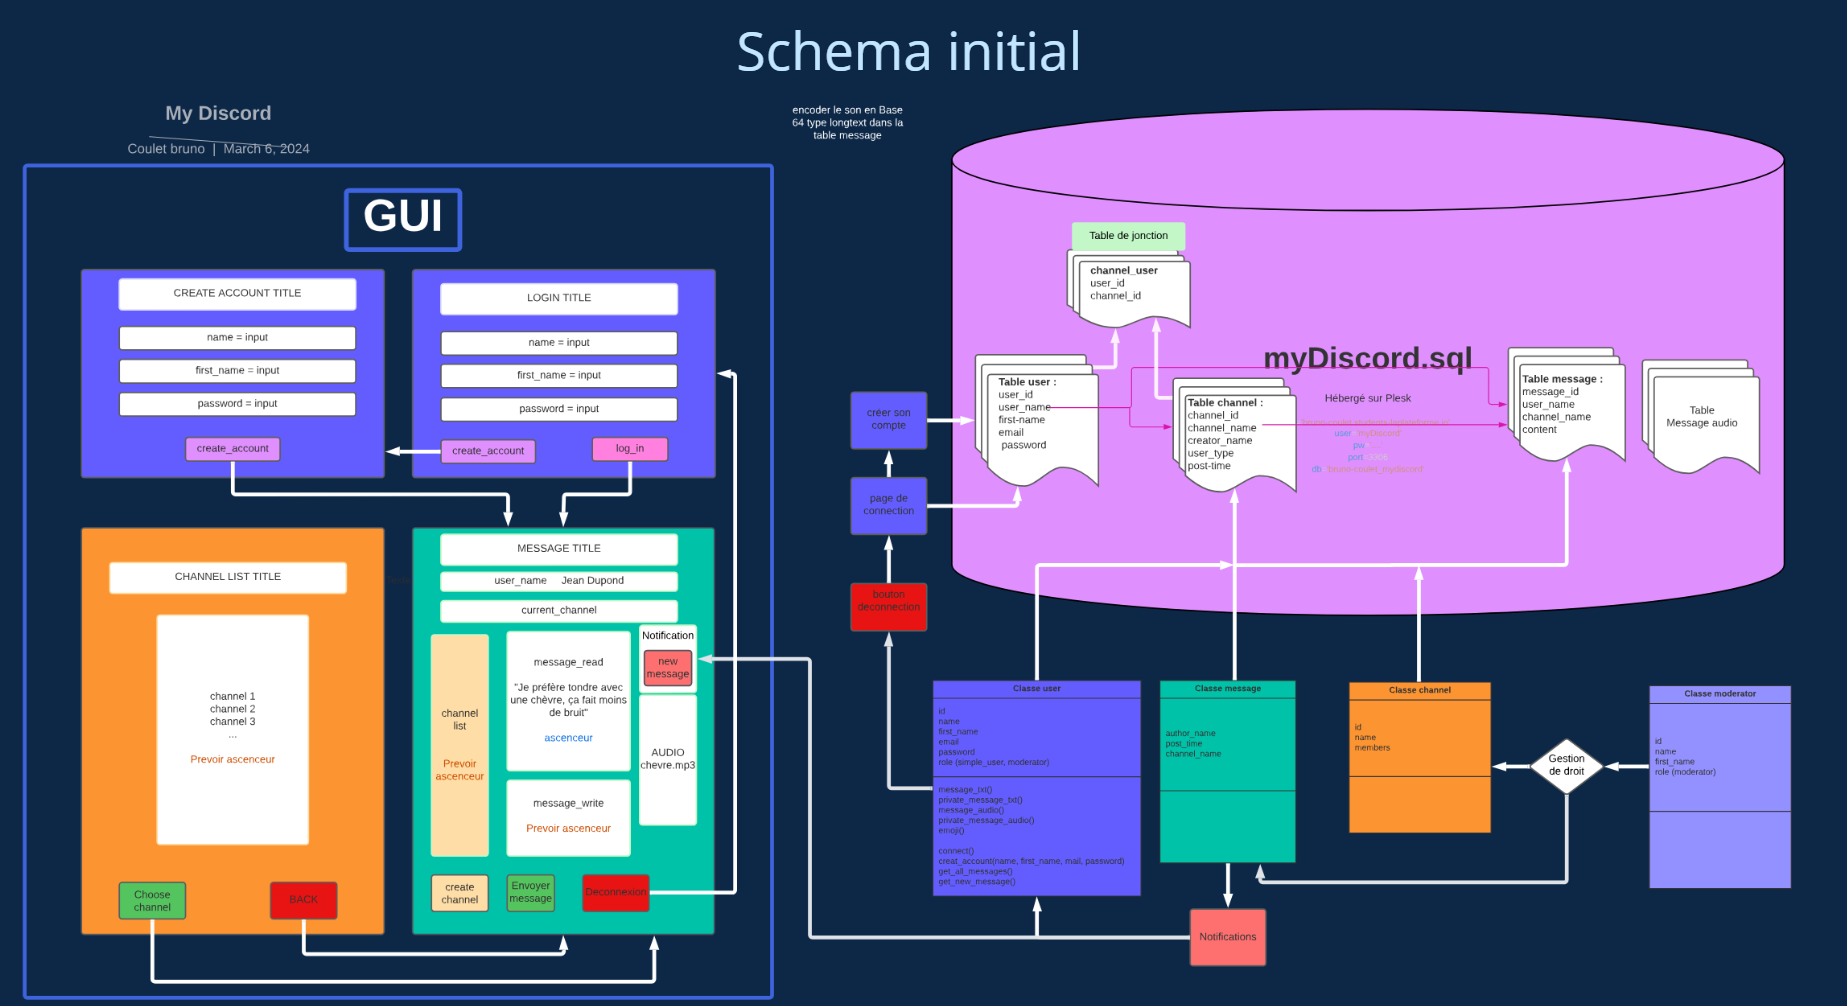 Schema initial
My Discord
Coulet bruno | March 6, 2024
encoder le son en Base
64 type longtext dans la
table message
GUI
CREATE ACCOUNT TITLE
name = input
first_name = input
password = input
create_account
LOGIN TITLE
name = input
first_name = input
password = input
create_account
log_in
CHANNEL LIST TITLE
channel 1
channel 2
channel 3
...
Prevoir ascenceur
Choose
channel
BACK
MESSAGE TITLE
user_name Jean Dupond
current_channel
channel
list
Prevoir
ascenceur
message_read
"Je préfère tondre avec
une chèvre, ça fait moins
de bruit"
ascenceur
message_write
Prevoir ascenceur
Notification
new
message
AUDIO
chevre.mp3
create
channel
Envoyer
message
Deconnexion
créer son
compte
page de
connection
bouton
deconnection
Table de jonction
channel_user
user_id
channel_id
myDiscord.sql
Hébergé sur Plesk
user
pw
port
db
Table user :
user_id
user_name
first-name
email
password
Table channel :
channel_id
channel_name
creator_name
user_type
post-time
Table message :
message_id
user_name
channel_name
content
Table
Message audio
Classe user
id
name
first_name
email
password
role (simple_user, moderator)
message_txt()
private_message_txt()
message_audio()
private_message_audio()
emoji()
connect()
creat_account(name, first_name, mail, password)
get_all_messages()
get_new_message()
Classe message
author_name
post_time
channel_name
Classe channel
id
name
members
Gestion
de droit
Classe moderator
id
name
first_name
role (moderator)
Notifications